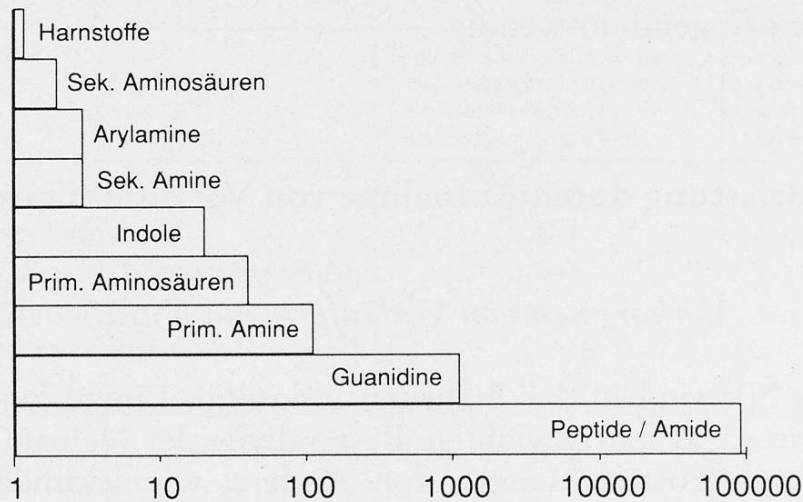 Harnstoffe
Sek. Aminosäuren
Arylamine
Sek. Amine
Indole
Prim. Aminosäuren
Prim. Amine
Guanidine
Peptide / Amide
1 10 100 1000 10000 100000